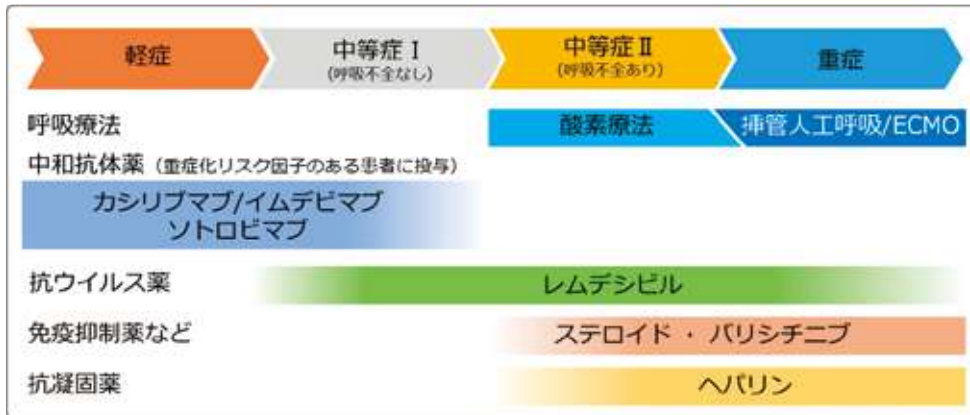 軽症
中等症Ⅰ
(呼吸不全なし)
中等症Ⅱ
(呼吸不全あり)
重症
呼吸療法
酸素療法
挿管人工呼吸/ECMO
中和抗体薬（重症化リスク因子のある患者に投与）
カシリブマブ/イムデビマブ
ソトロビマブ
抗ウイルス薬
レムデシビル
免疫抑制薬など
ステロイド ・ バリシチニブ
抗凝固薬
ヘパリン